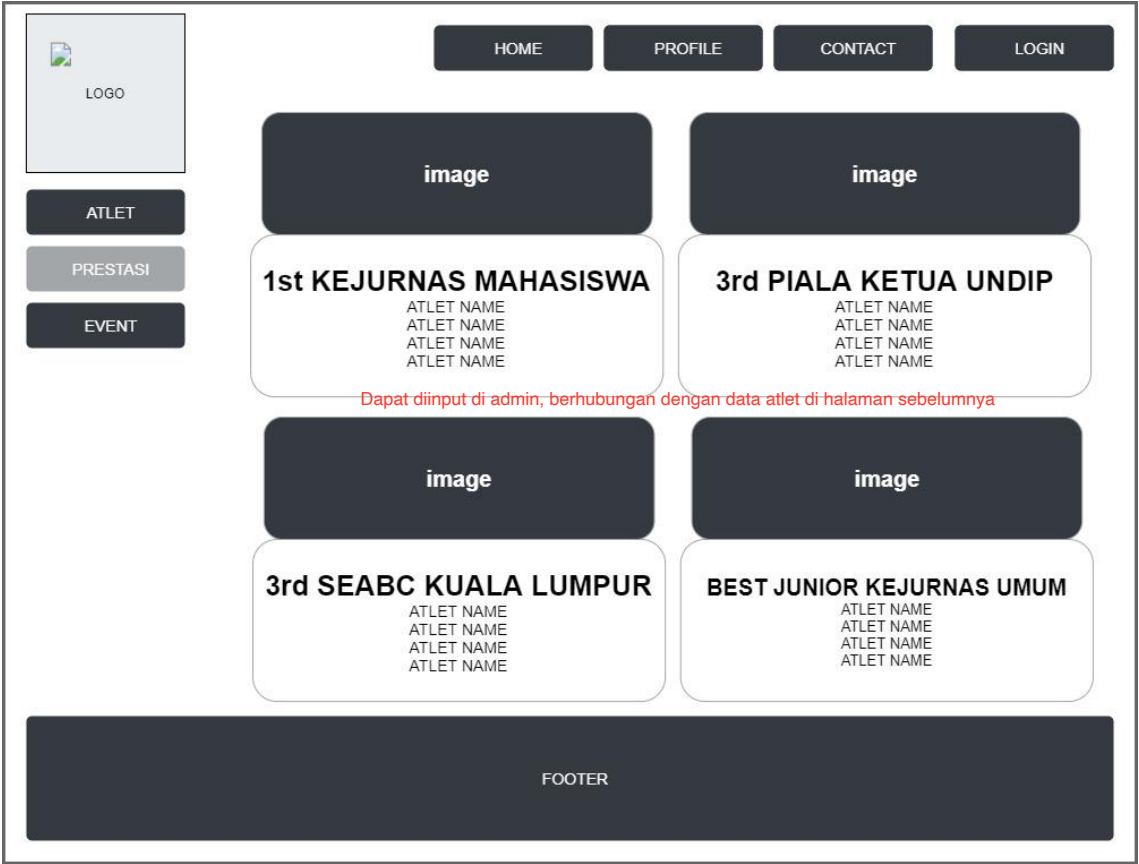 HOME
PROFILE
CONTACT
LOGIN
LOGO
ATLET
PRESTASI
EVENT
image
1st KEJURNAS MAHASISWA
ATLET NAME
ATLET NAME
ATLET NAME
ATLET NAME
image
3rd PIALA KETUA UNDIP
ATLET NAME
ATLET NAME
ATLET NAME
ATLET NAME
Dapat diinput di admin, berhubungan dengan data atlet di halaman sebelumnya
image
3rd SEABC KUALA LUMPUR
ATLET NAME
ATLET NAME
ATLET NAME
ATLET NAME
image
BEST JUNIOR KEJURNAS UMUM
ATLET NAME
ATLET NAME
ATLET NAME
ATLET NAME
FOOTER